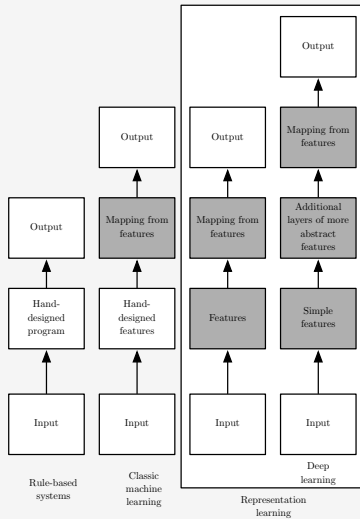 Output
Output
Output
Mapping from
features
Output
Mapping from
features
Mapping from
features
Additional
layers of more
abstract
features
Hand-
designed
program
Hand-
designed
features
Features
Simple
features
Input
Input
Input
Input
Rule-based
systems
Classic
machine
learning
Representation
learning
Deep
learning